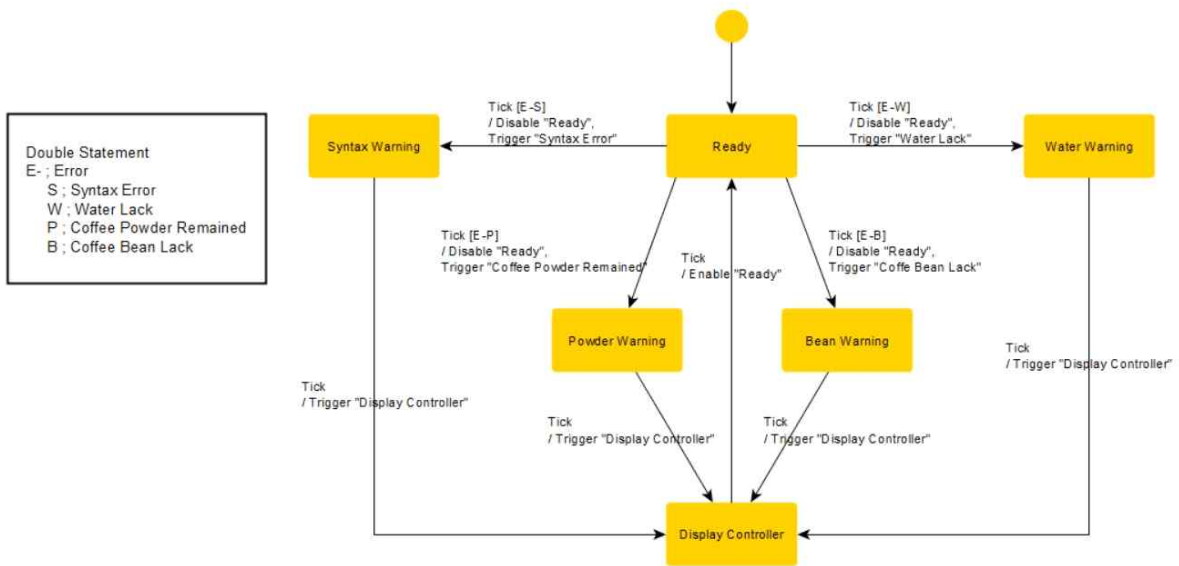 Double Statement
E- ; Error
S ; Syntax Error
W ; Water Lack
P ; Coffee Powder Remained
B ; Coffee Bean Lack
Tick [E-S]
/ Disable "Ready",
Trigger "Syntax Error"
Tick [E-W]
/ Disable "Ready",
Trigger "Water Lack"
Syntax Warning
Ready
Water Warning
Tick [E-P]
/ Disable "Ready",
Trigger "Coffee Powder Remained"
Tick
/ Enable "Ready"
Tick [E-B]
/ Disable "Ready",
Trigger "Coffe Bean Lack"
Powder Warning
Bean Warning
Tick
/ Trigger "Display Controller"
Tick
/ Trigger "Display Controller"
Tick
/ Trigger "Display Controller"
Tick
/ Trigger "Display Controller"
Display Controller